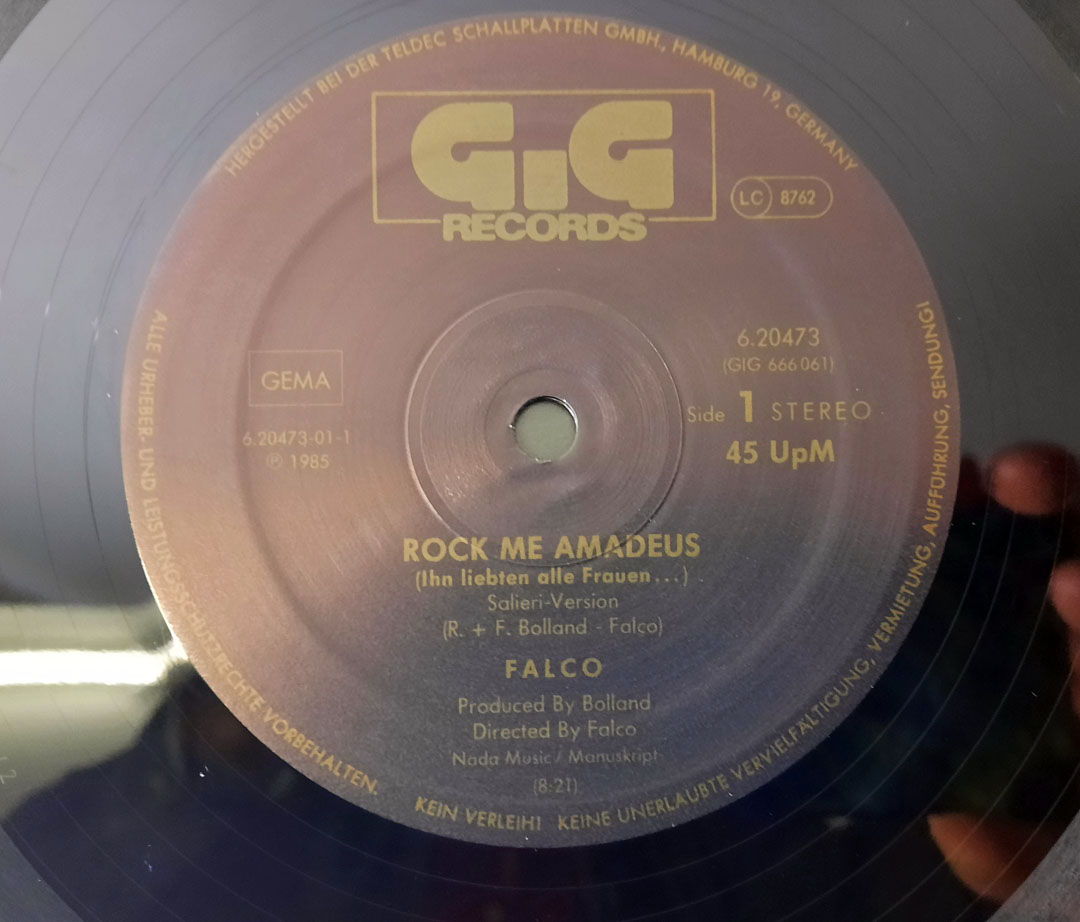 HERGESTELLT BEI DER TELDEC SCHALLPLATTEN GMBH., HAMBURG 19, GERMANY
GiG
RECORDS
LC 8762
GEMA
6.20473-01-1
Ⓟ 1985
6.20473
(GIG 666 061)
Side 1 STEREO
45 UpM
ROCK ME AMADEUS
(Ihn liebten alle Frauen...)
Salieri-Version
(R. + F. Bolland - Falco)
FALCO
Produced By Bolland
Directed By Falco
Nada Music / Manuskript
(8:21)
ALLE URHEBER- UND LEISTUNGSSCHUTZRECHTE VORBEHALTEN.
KEIN VERLEIH! KEINE UNERLAUBTE VERVIELFÄLTIGUNG, VERMIETUNG, AUFFÜHRUNG, SENDUNG!